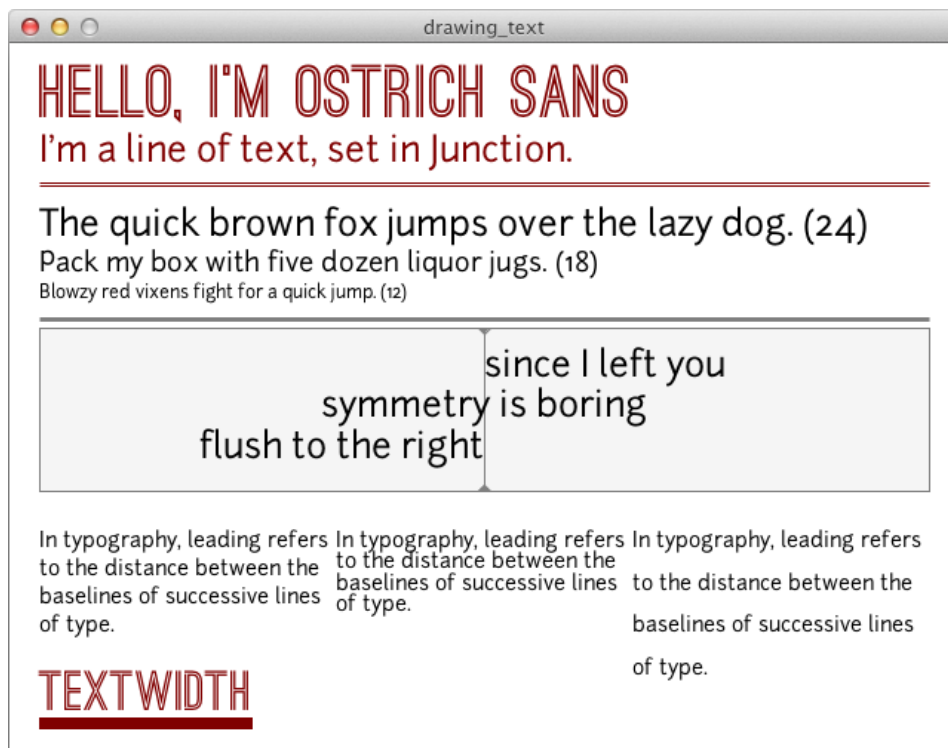 drawing_text
HELLO, I'M OSTRICH SANS
I’m a line of text, set in Junction.
The quick brown fox jumps over the lazy dog. (24)
Pack my box with five dozen liquor jugs. (18)
Blowzy red vixens fight for a quick jump. (12)
since I left you
symmetry is boring
flush to the right
In typography, leading refers
to the distance between the
baselines of successive lines
of type.
In typography, leading refers
to the distance between the
baselines of successive lines
of type.
In typography, leading refers
to the distance between the
baselines of successive lines
of type.
TEXTWIDTH